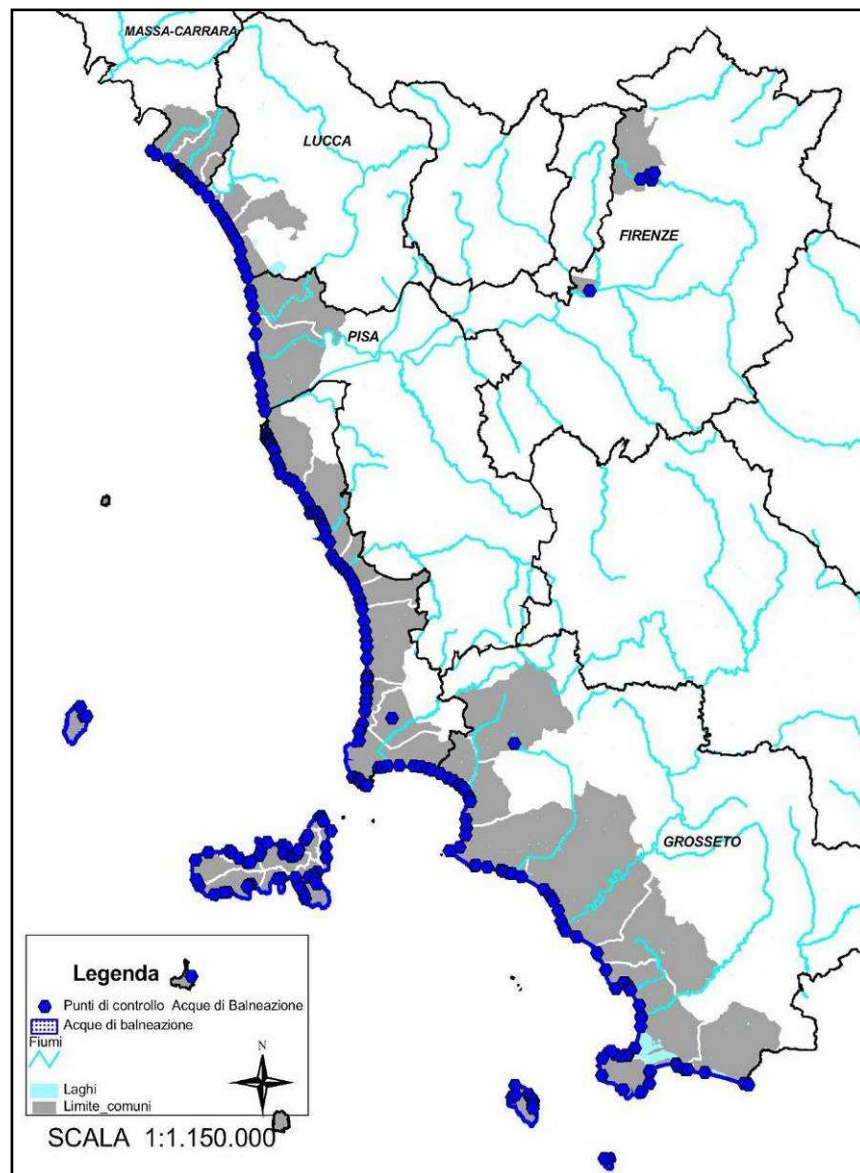 MASSA-CARRARA
LUCCA
FIRENZE
PISA
GROSSETO
Legenda
Punti di controllo Acque di Balneazione
Acque di balneazione
Fiumi
N
Laghi
Limite_comuni
SCALA 1:1.150.000